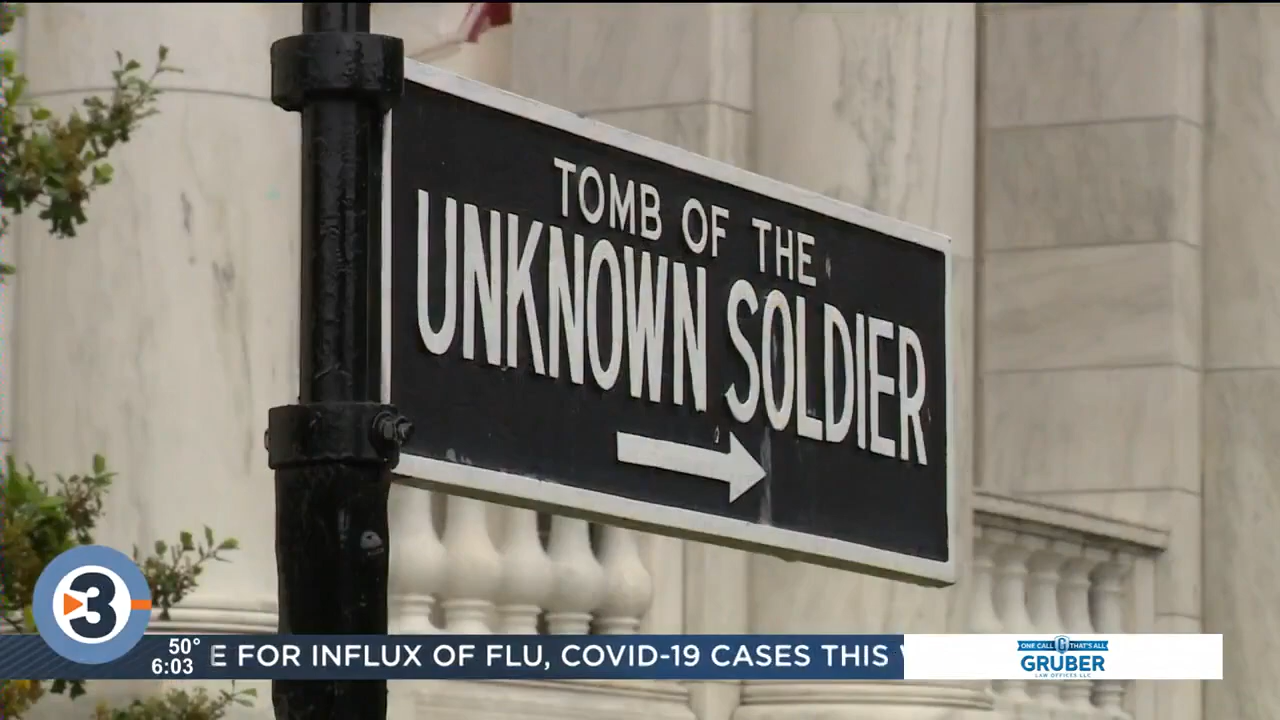 TOMB OF THE
UNKNOWN SOLDIER
3
50°
6:03
E FOR INFLUX OF FLU, COVID-19 CASES THIS
ONE CALL G THAT'S ALL
GRUBER
LAW OFFICES LLC